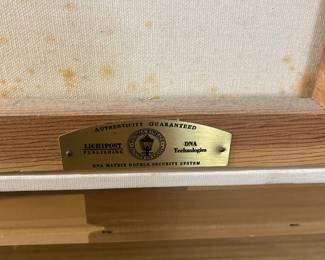 AUTHENTICITY GUARANTEED
LIGHTPOST
PUBLISHING
DNA
Technologies
DNA MATRIX DOUBLE SECURITY SYSTEM